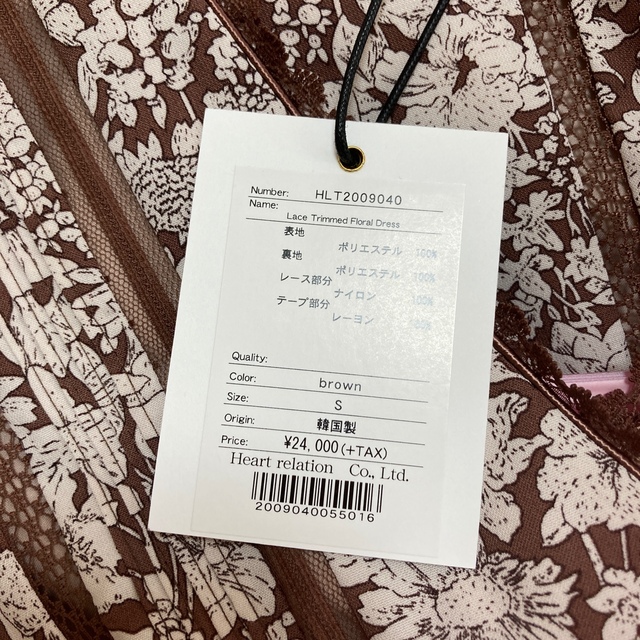 Number: HLT2009040
Name:
Lace Trimmed Floral Dress
表地 ポリエステル 100%
裏地 ポリエステル 100%
レース部分 ナイロン 100%
テープ部分 レーヨン
Quality:
Color: brown
Size: S
Origin: 韓国製
Price: ¥24,000(+TAX)
Heart relation Co., Ltd.
2009040055016